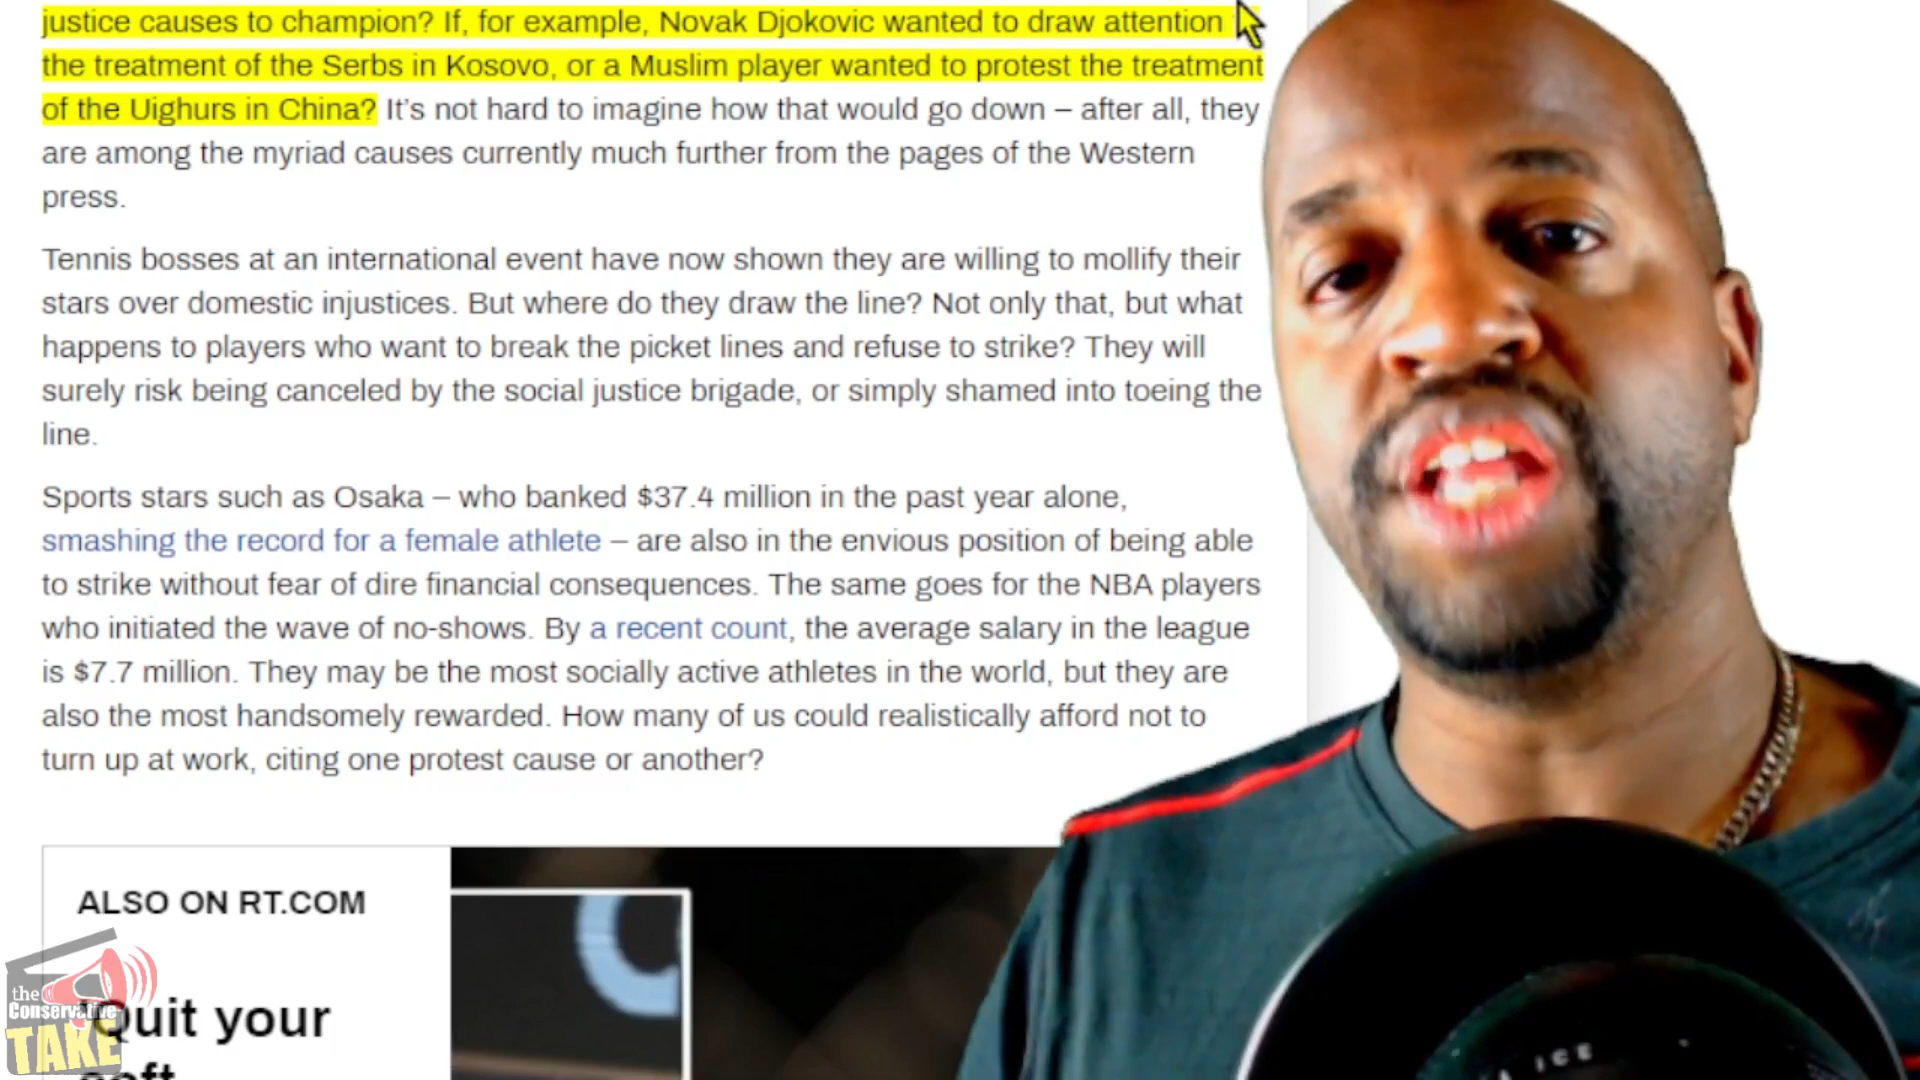 justice causes to champion? If, for example, Novak Djokovic wanted to draw attention
the treatment of the Serbs in Kosovo, or a Muslim player wanted to protest the treatment
of the Uighurs in China? It’s not hard to imagine how that would go down – after all, they
are among the myriad causes currently much further from the pages of the Western
press.
Tennis bosses at an international event have now shown they are willing to mollify their
stars over domestic injustices. But where do they draw the line? Not only that, but what
happens to players who want to break the picket lines and refuse to strike? They will
surely risk being canceled by the social justice brigade, or simply shamed into toeing the
line.
Sports stars such as Osaka – who banked $37.4 million in the past year alone,
smashing the record for a female athlete – are also in the envious position of being able
to strike without fear of dire financial consequences. The same goes for the NBA players
who initiated the wave of no-shows. By a recent count, the average salary in the league
is $7.7 million. They may be the most socially active athletes in the world, but they are
also the most handsomely rewarded. How many of us could realistically afford not to
turn up at work, citing one protest cause or another?
ALSO ON RT.COM
'Quit your
the
Conservative
TAKE
ICE